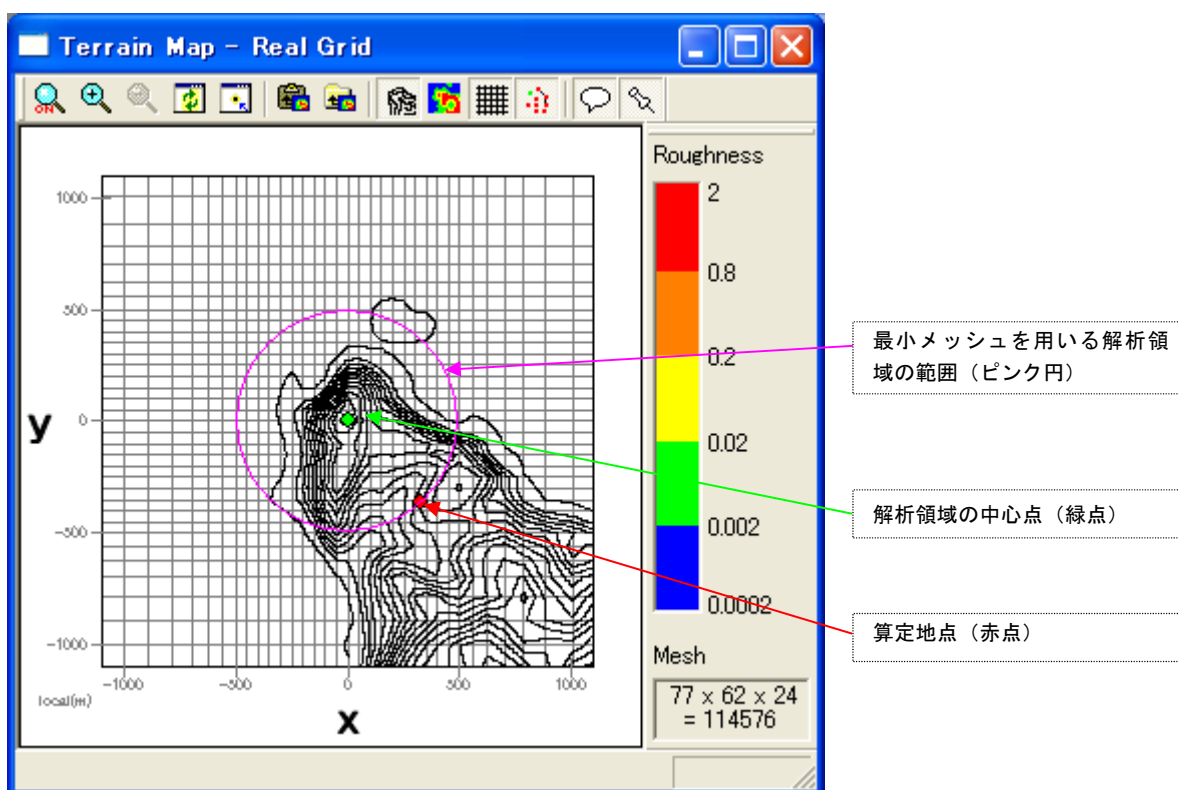 Terrain Map - Real Grid
ON
Roughness
2
0.8
0.2
0.02
0.002
0.0002
Mesh
77 x 62 x 24
= 114576
1000
500
0
-500
-1000
y
-1000
-500
0
500
1000
local(m)
x
最小メッシュを用いる解析領
域の範囲（ピンク円）
解析領域の中心点（緑点）
算定地点（赤点）